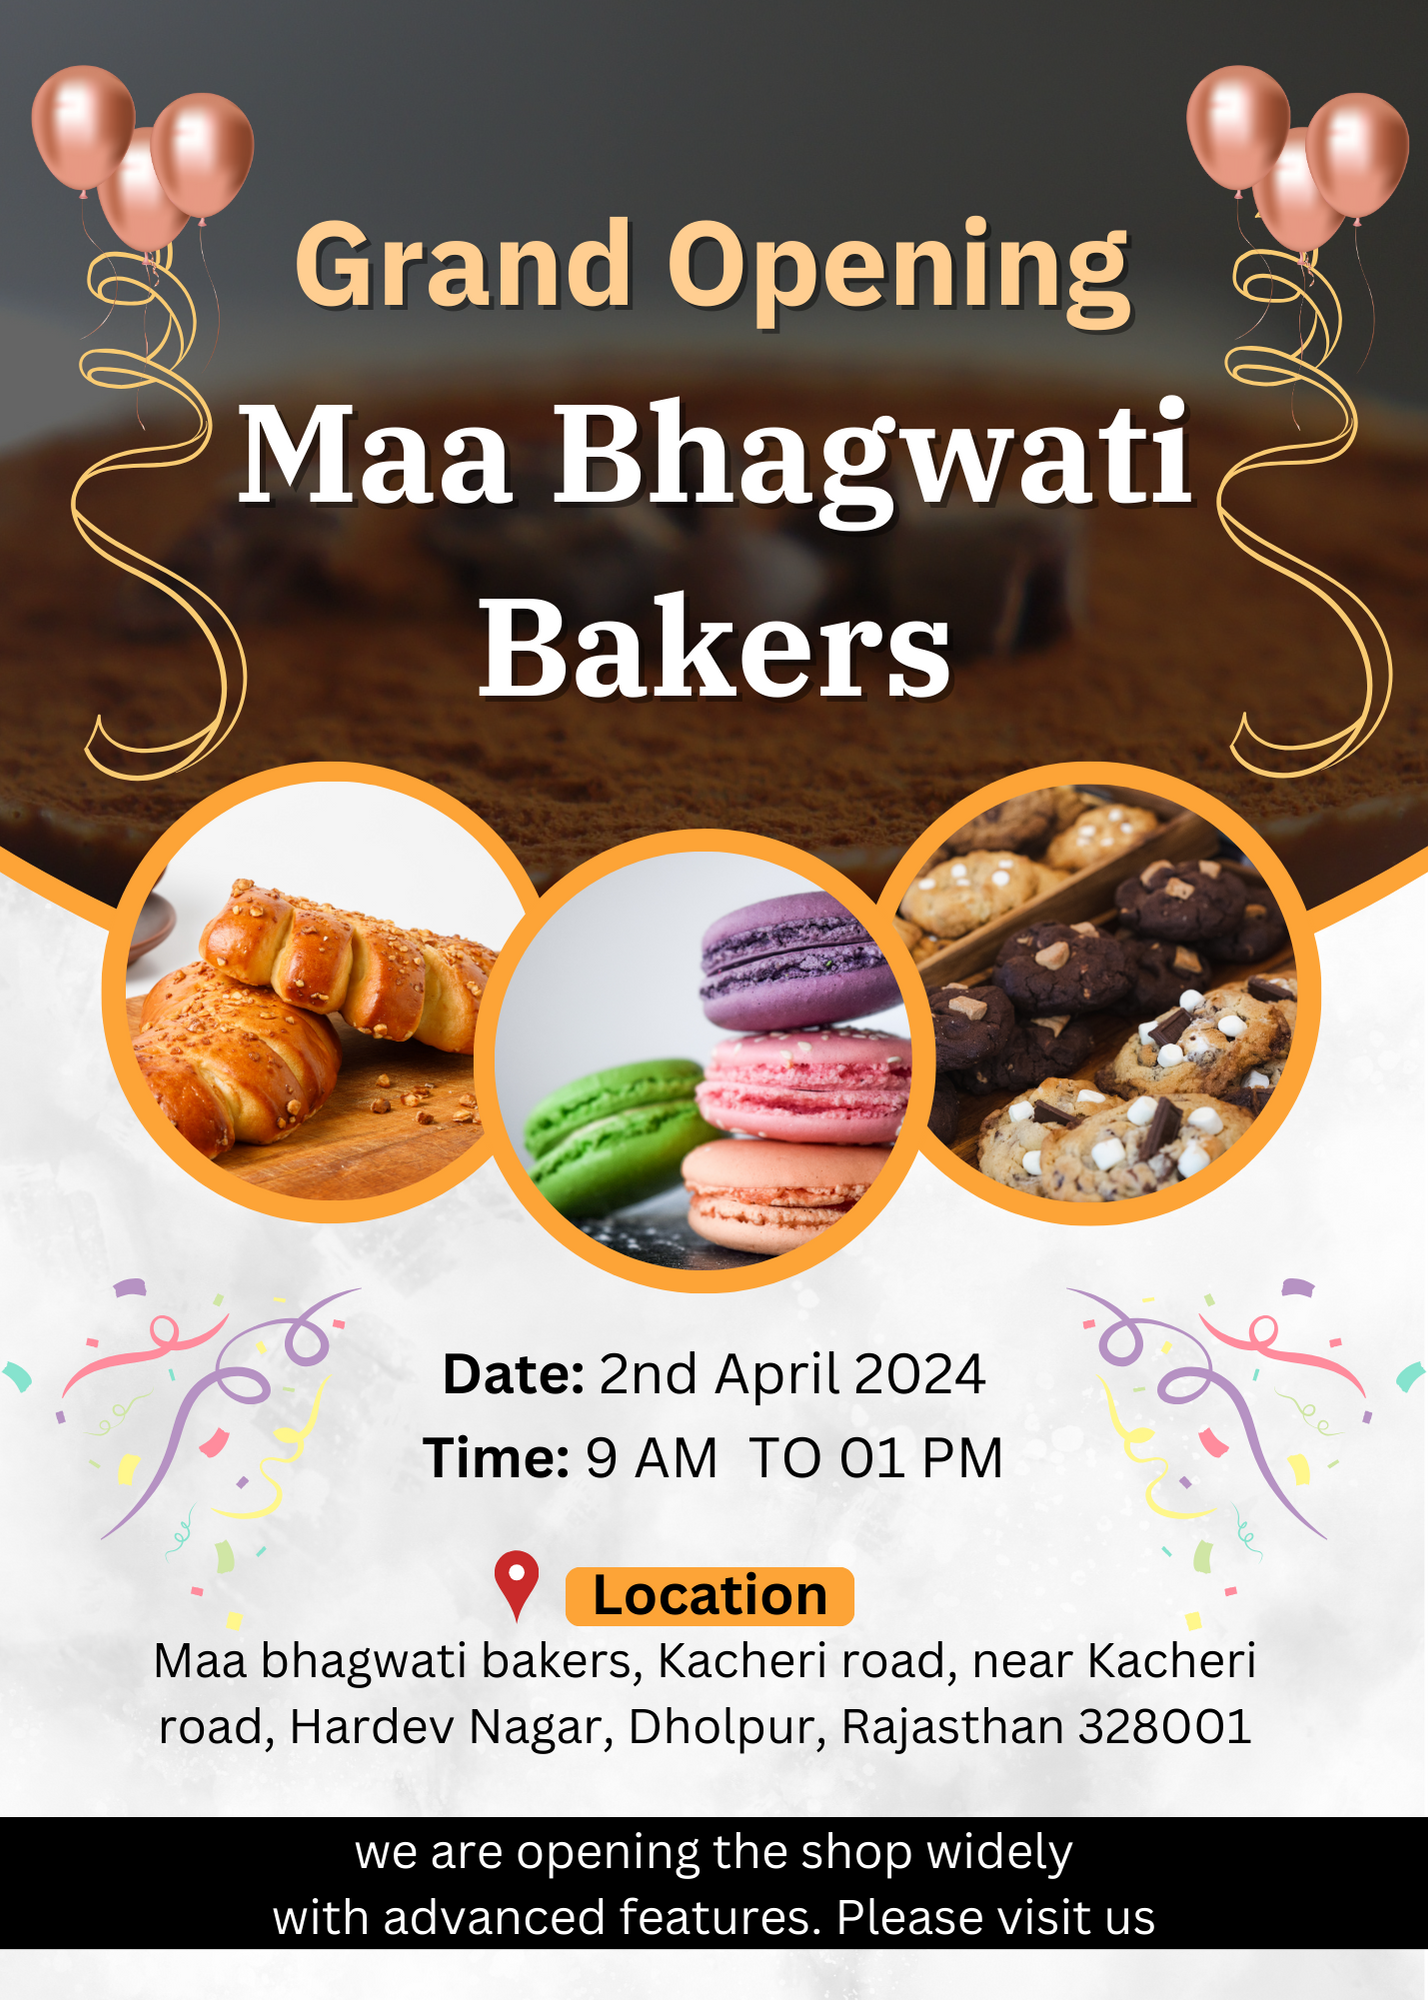 Grand Opening
Maa Bhagwati
Bakers
Date: 2nd April 2024
Time: 9 AM  TO 01 PM
Location
Maa bhagwati bakers, Kacheri road, near Kacheri
road, Hardev Nagar, Dholpur, Rajasthan 328001
we are opening the shop widely
with advanced features. Please visit us